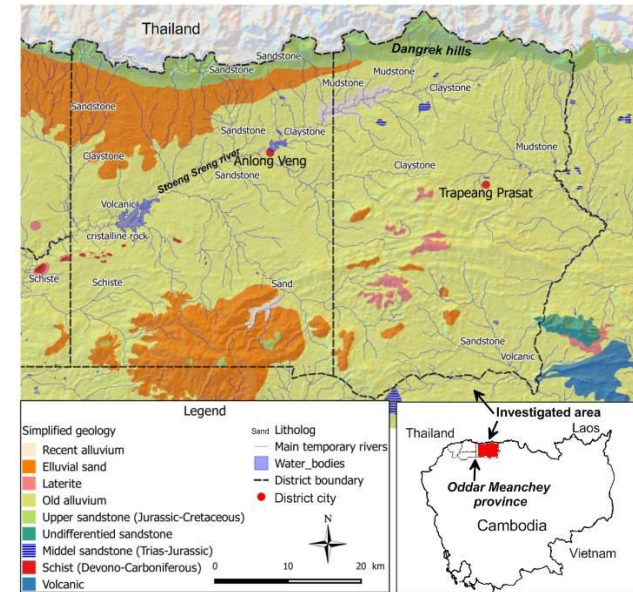 Thailand
Sandstone
Dangrek hills
Sandstone
Sandstone
Mudstone
Mudstone
Sandstone
Claystone
Sandstone
Claystone
Mudstone
Claystone
Anlong Veng
Claystone
Sandstone
Stoeng Sreng river
Trapeang Prasat
Volcanic
cristalline rock
Schiste
Schiste
Sand
Sandstone
Volcanic
Legend
Simplified geology
Recent alluvium
Elluvial sand
Laterite
Old alluvium
Upper sandstone (Jurassic-Cretaceous)
Undifferentied sandstone
Middel sandstone (Trias-Jurassic)
Schist (Devono-Carboniferous)
Volcanic
Sand Litholog
Main temporary rivers
Water_bodies
District boundary
District city
N
0 10 20 km
Investigated area
Thailand
Laos
Oddar Meanchey
province
Cambodia
Vietnam